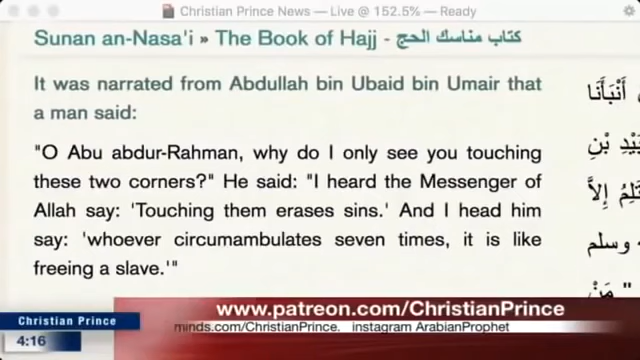 Christian Prince News — Live @ 152.5% — Ready
Sunan an-Nasa'i » The Book of Hajj - كتاب مناسك الحج
It was narrated from Abdullah bin Ubaid bin Umair that
a man said:
أَنْبَأَنَا
"O Abu abdur-Rahman, why do I only see you touching
these two corners?" He said: "I heard the Messenger of
Allah say: 'Touching them erases sins.' And I head him
say: 'whoever circumambulates seven times, it is like
freeing a slave.'"
بْنِ
إِلاَّ
وسلم
" مَنْ
www.patreon.com/ChristianPrince
Christian Prince
minds.com/ChristianPrince. instagram ArabianProphet
4:16